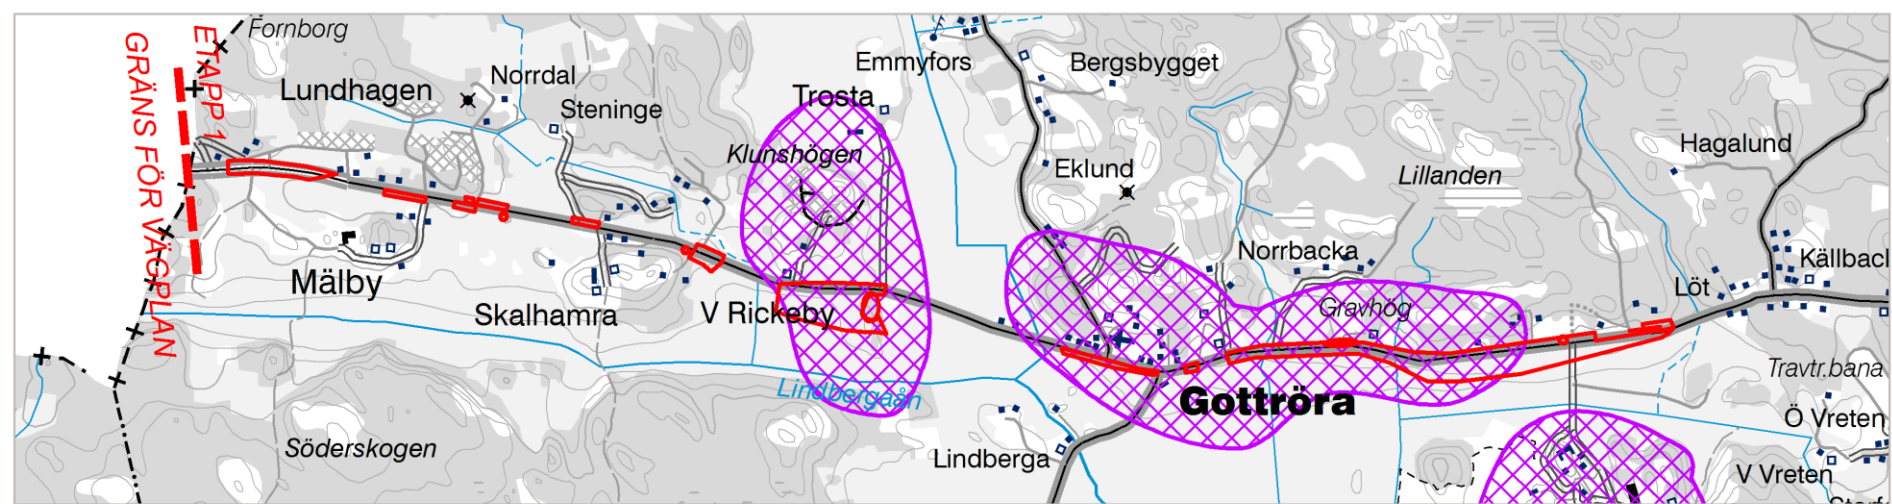 Fornborg
ETAPP 1
GRÄNS FÖR VÄGPLAN
Lundhagen
Norrdal
Steninge
Emmyfors
Bergsbygget
Trosta
Klunshögen
Eklund
Lillanden
Hagalund
Mälby
Skalhamra
V Rickeby
Norrbacka
Gravhög
Löt
Källbacl
Lindbergaån
Gottröra
Travtr.bana
Ö Vreten
Söderskogen
Lindberga
V Vreten